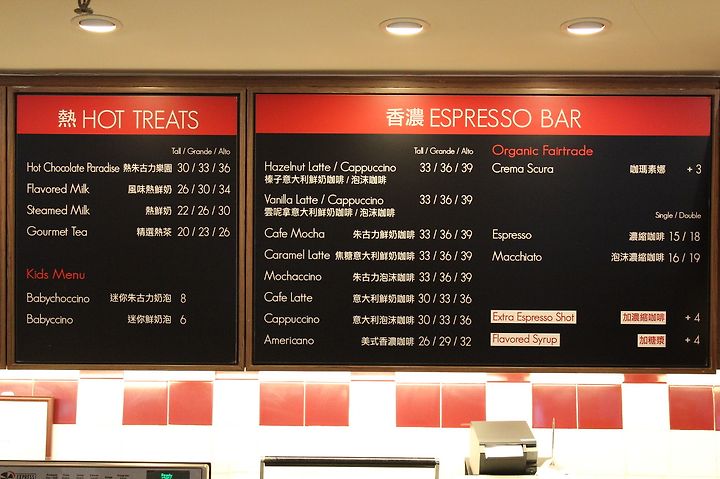 熱 HOT TREATS
Tall / Grande / Alto
Hot Chocolate Paradise 熱朱古力樂園 30 / 33 / 36
Flavored Milk 風味熱鮮奶 26 / 30 / 34
Steamed Milk 熱鮮奶 22 / 26 / 30
Gourmet Tea 精選熱茶 20 / 23 / 26
Kids Menu
Babychoccino 迷你朱古力奶泡 8
Babyccino 迷你鮮奶泡 6
香濃 ESPRESSO BAR
Tall / Grande / Alto
Hazelnut Latte / Cappuccino 33 / 36 / 39
榛子意大利鮮奶咖啡 / 泡沫咖啡
Vanilla Latte / Cappuccino 33 / 36 / 39
雲呢拿意大利鮮奶咖啡 / 泡沫咖啡
Cafe Mocha 朱古力鮮奶咖啡 33 / 36 / 39
Caramel Latte 焦糖意大利鮮奶咖啡 33 / 36 / 39
Mochaccino 朱古力泡沫咖啡 33 / 36 / 39
Cafe Latte 意大利鮮奶咖啡 30 / 33 / 36
Cappuccino 意大利泡沫咖啡 30 / 33 / 36
Americano 美式香濃咖啡 26 / 29 / 32
Organic Fairtrade
Crema Scura 咖瑪素娜 + 3
Single / Double
Espresso 濃縮咖啡 15 / 18
Macchiato 泡沫濃縮咖啡 16 / 19
Extra Espresso Shot 加濃縮咖啡 + 4
Flavored Syrup 加糖漿 + 4